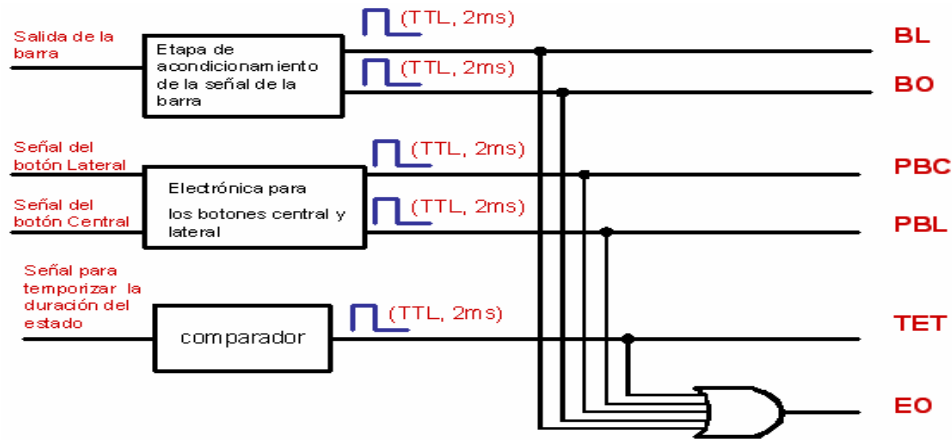 (TTL, 2ms)
Salida de la
barra
Etapa de
acondicionamiento
de la señal de la
barra
BL
(TTL, 2ms)
BO
Señal del
botón Lateral
(TTL, 2ms)
PBC
Electrónica para
los botones central y
lateral
Señal del
botón Central
(TTL, 2ms)
PBL
Señal para
temporizar la
duración del
estado
comparador
(TTL, 2ms)
TET
EO